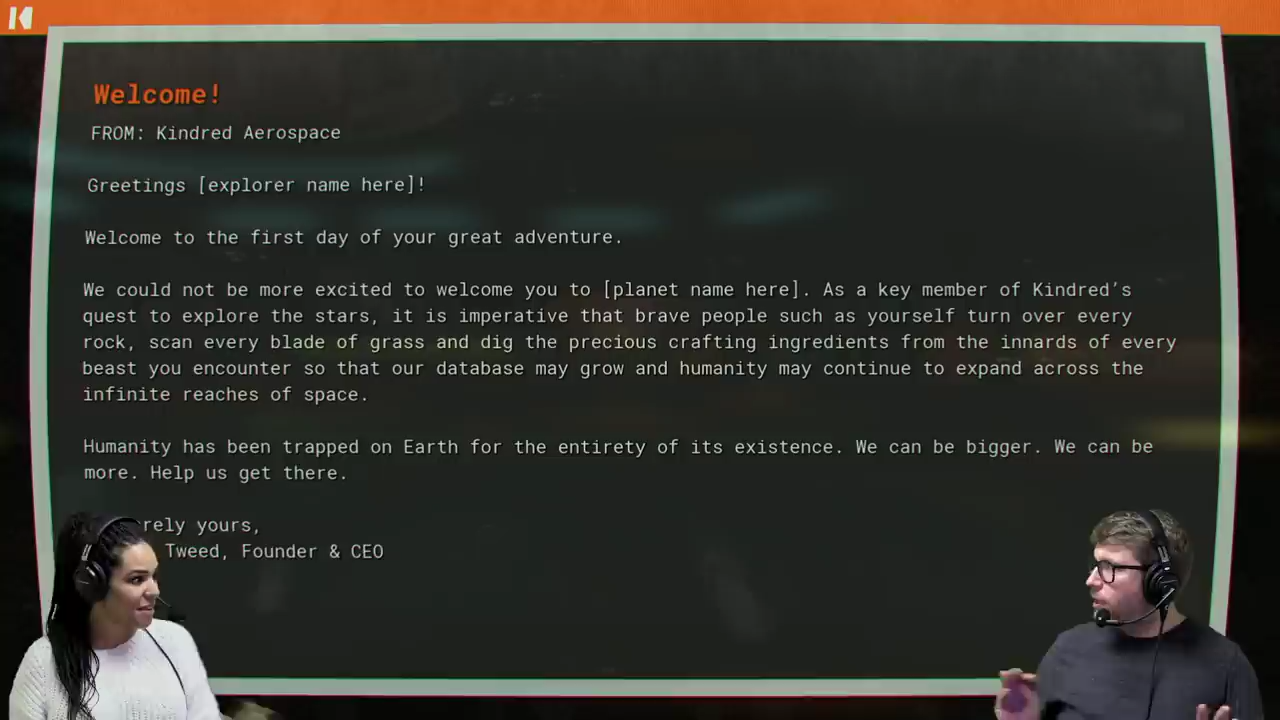 Welcome!
FROM: Kindred Aerospace
Greetings [explorer name here]!
Welcome to the first day of your great adventure.
We could not be more excited to welcome you to [planet name here]. As a key member of Kindred's
quest to explore the stars, it is imperative that brave people such as yourself turn over every
rock, scan every blade of grass and dig the precious crafting ingredients from the innards of every
beast you encounter so that our database may grow and humanity may continue to expand across the
infinite reaches of space.
Humanity has been trapped on Earth for the entirety of its existence. We can be bigger. We can be
more. Help us get there.
yours,
Tweed, Founder & CEO